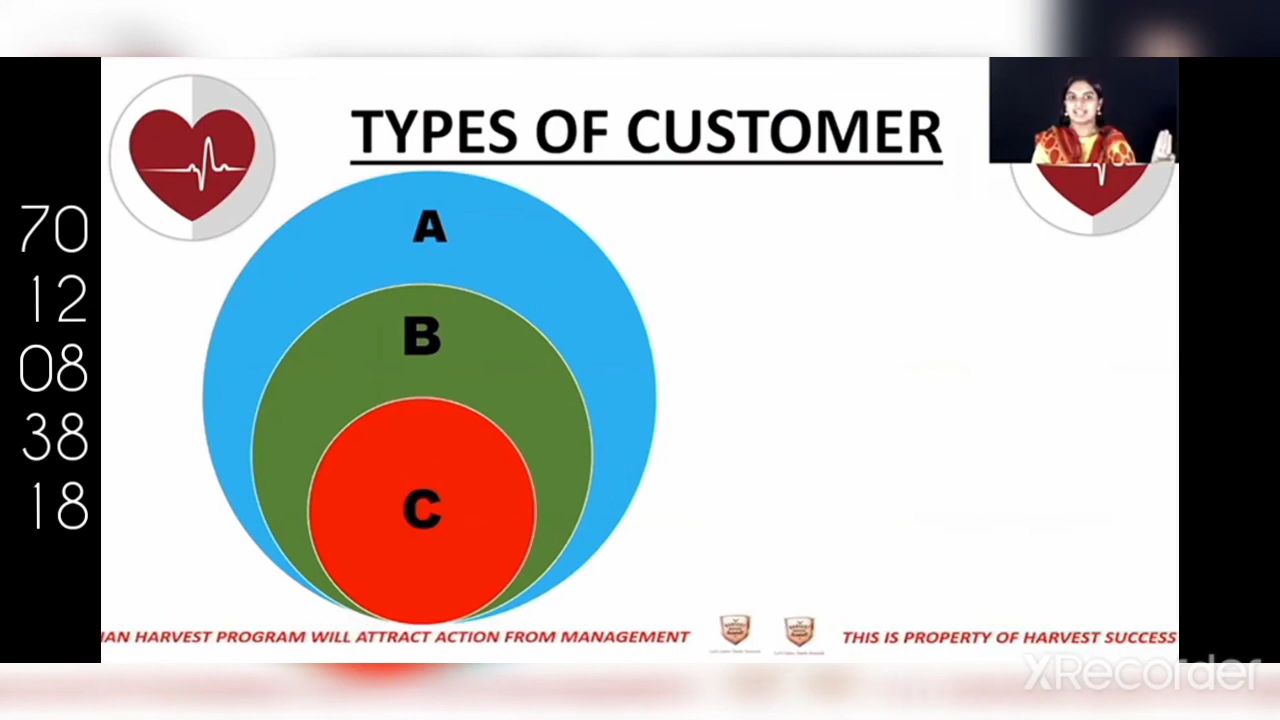 TYPES OF CUSTOMER
A
B
C
70
12
08
38
18
IAN HARVEST PROGRAM WILL ATTRACT ACTION FROM MANAGEMENT
THIS IS PROPERTY OF HARVEST SUCCESS
XRecorder